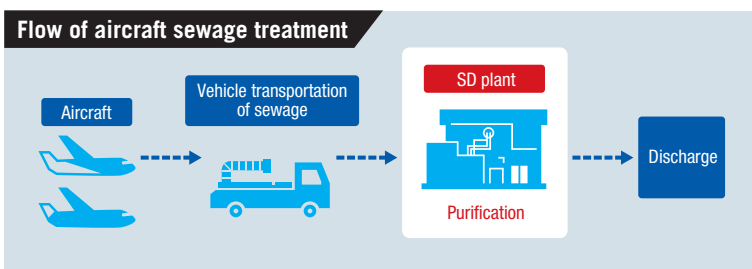 Flow of aircraft sewage treatment
Aircraft
Vehicle transportation
of sewage
SD plant
Purification
Discharge